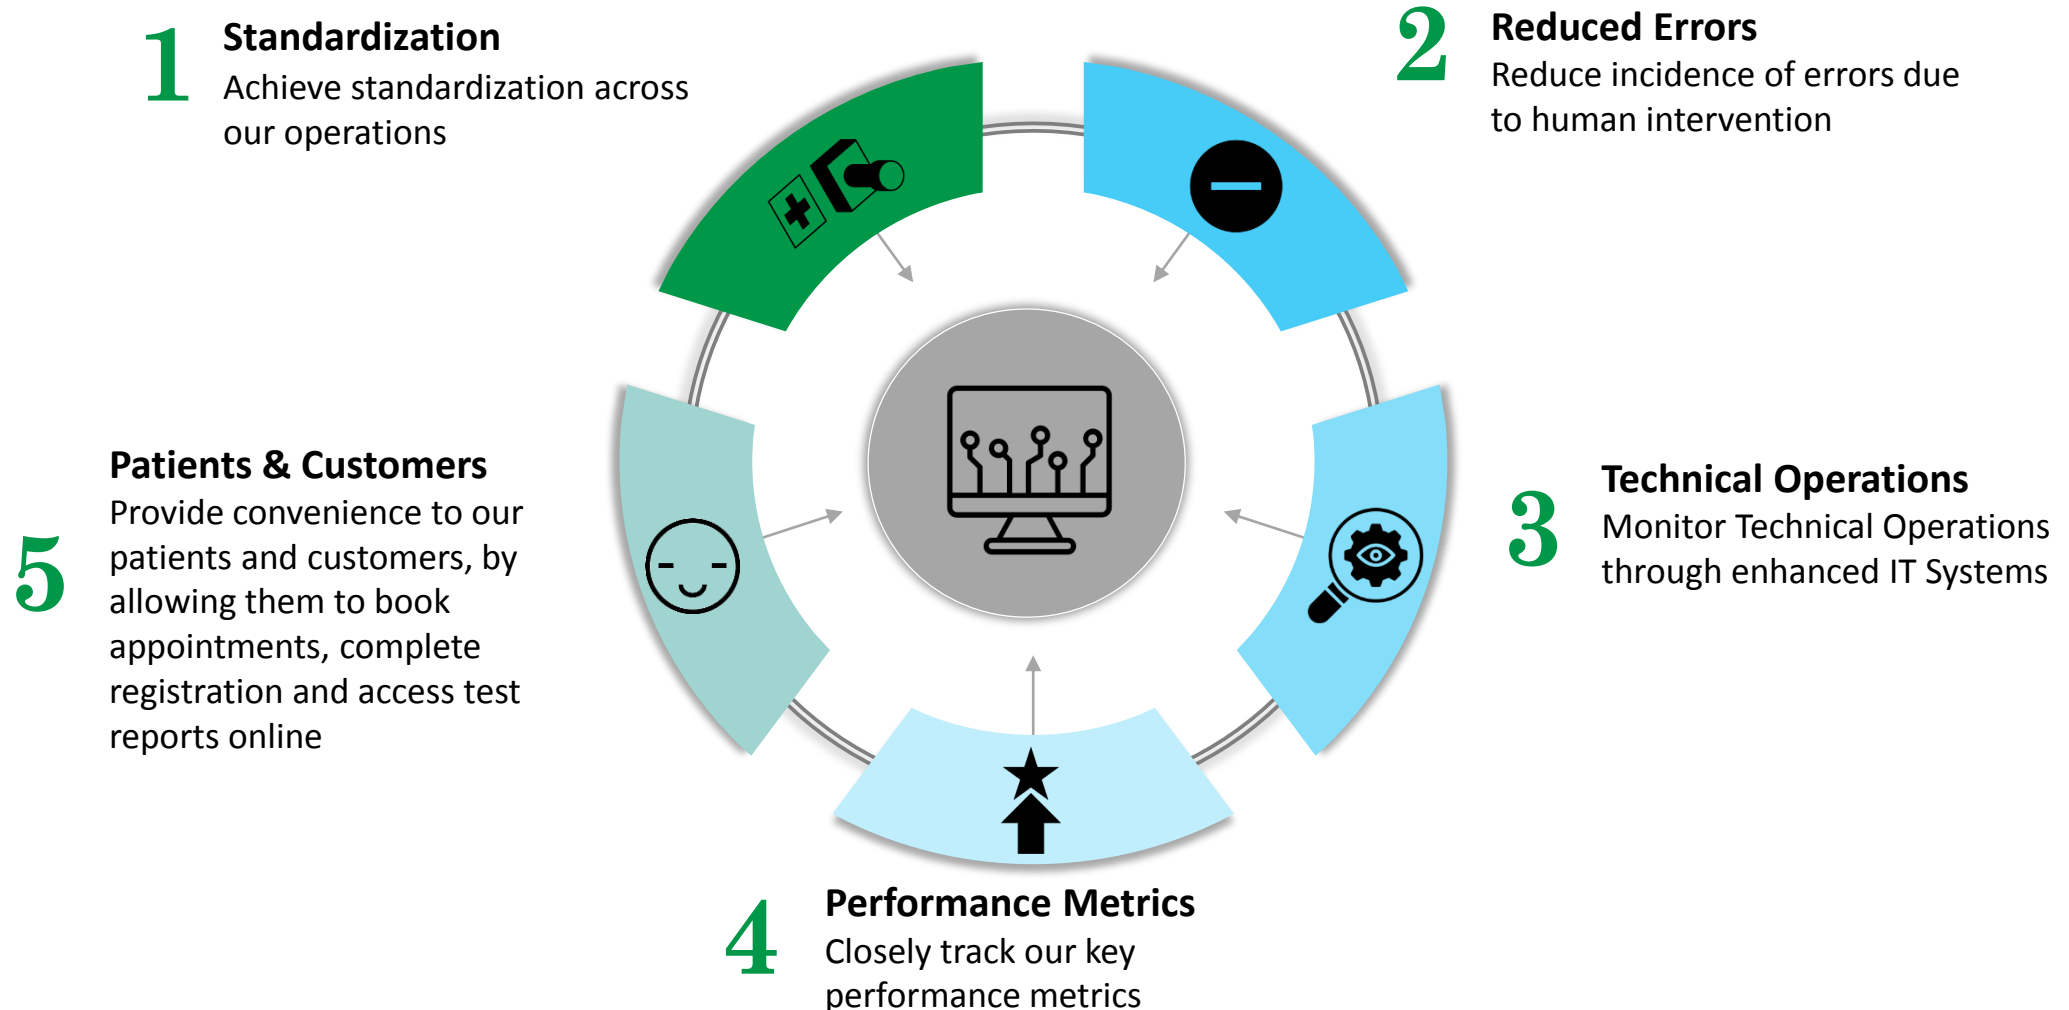 1
Standardization
Achieve standardization across
our operations
2
Reduced Errors
Reduce incidence of errors due
to human intervention
3
Technical Operations
Monitor Technical Operations
through enhanced IT Systems
4
Performance Metrics
Closely track our key
performance metrics
5
Patients & Customers
Provide convenience to our
patients and customers, by
allowing them to book
appointments, complete
registration and access test
reports online